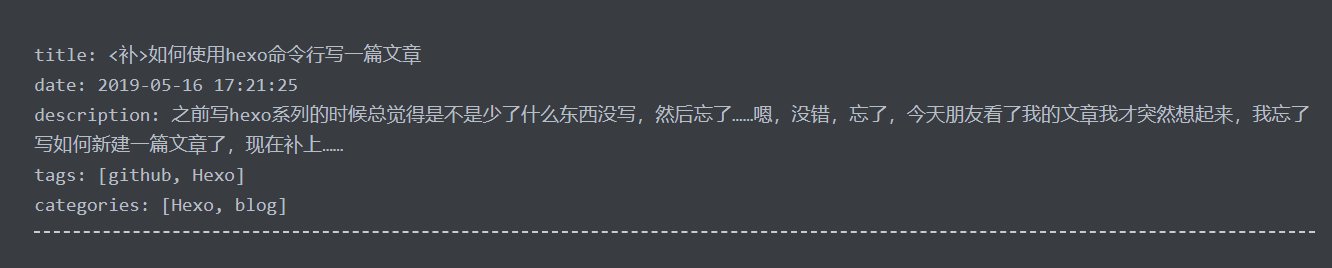 title: <补>如何使用hexo命令行写一篇文章
date: 2019-05-16 17:21:25
description: 之前写hexo系列的时候总觉得是不是少了什么东西没写，然后忘了……嗯，没错，忘了，今天朋友看了我的文章我才突然想起来，我忘了
写如何新建一篇文章了，现在补上……
tags: [github, Hexo]
categories: [Hexo, blog]